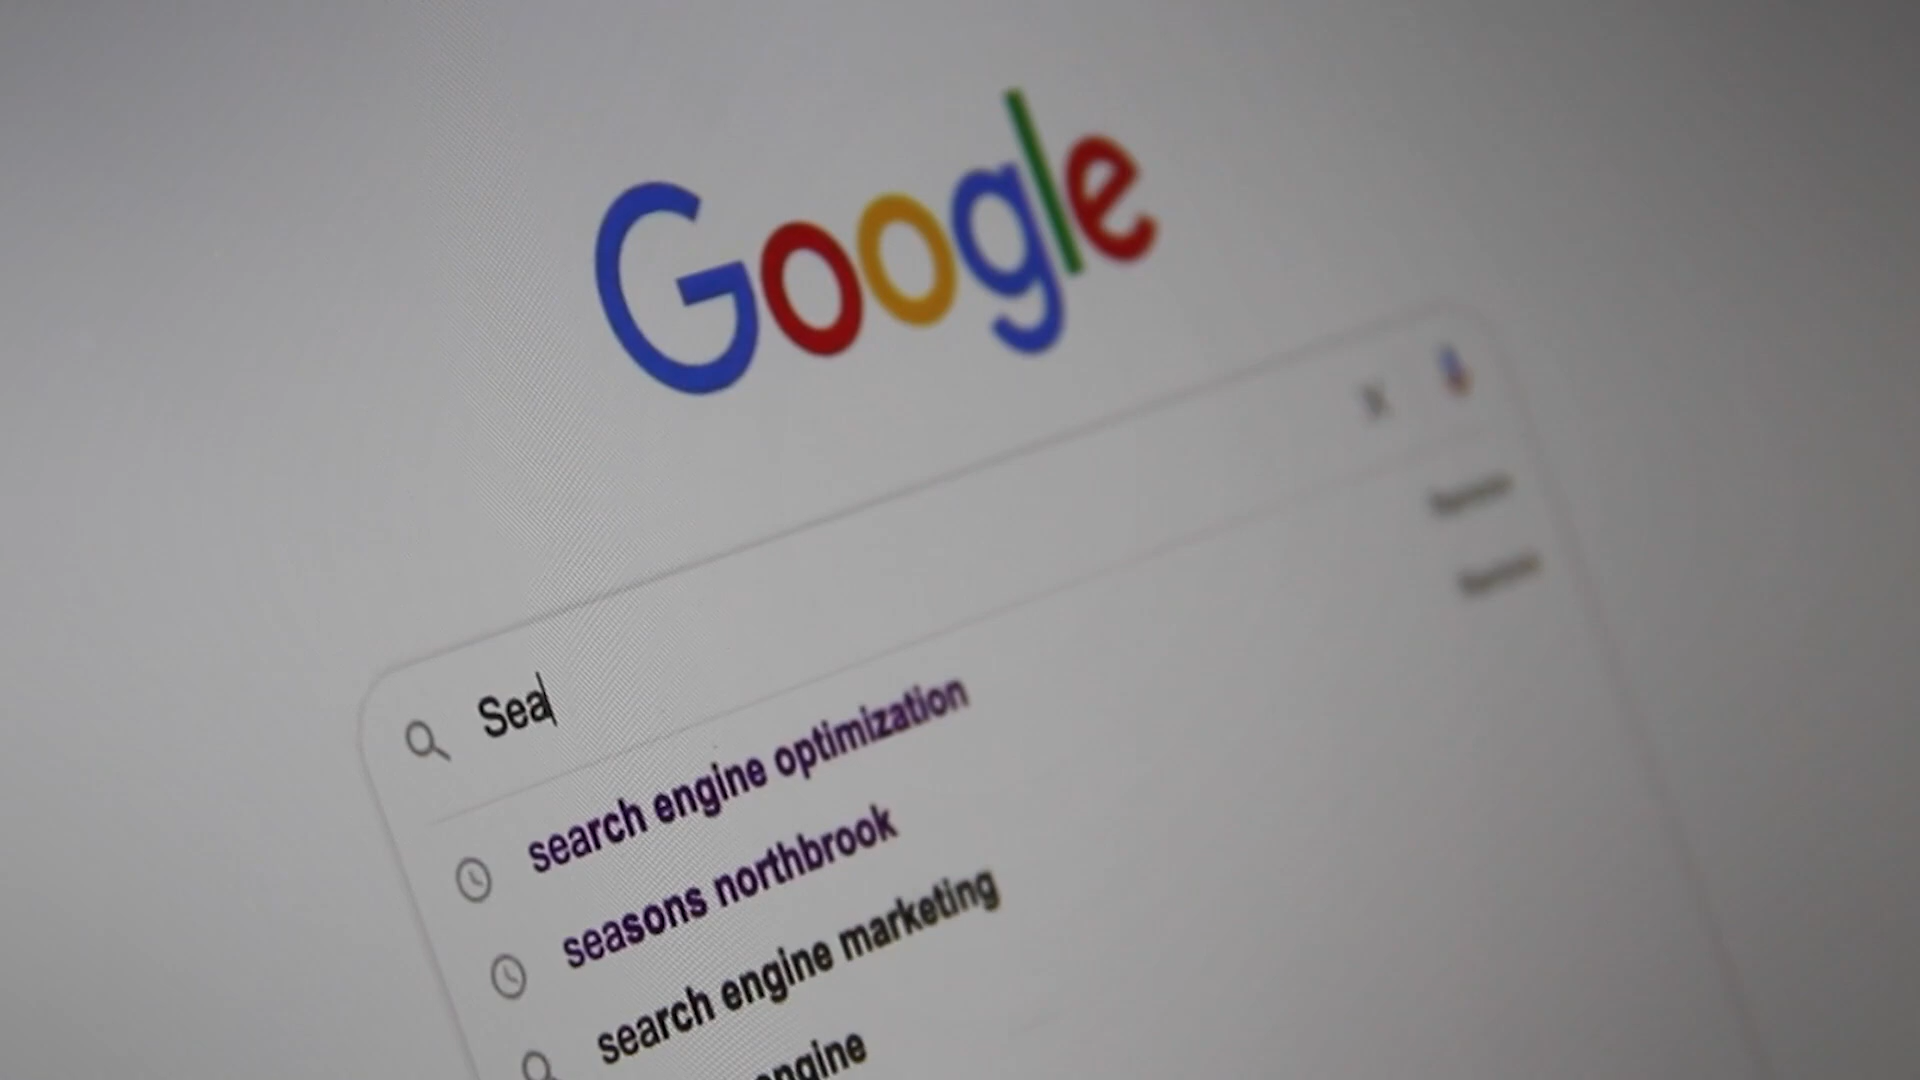 Google
Sea
search engine optimization
seasons northbrook
search engine marketing
engine